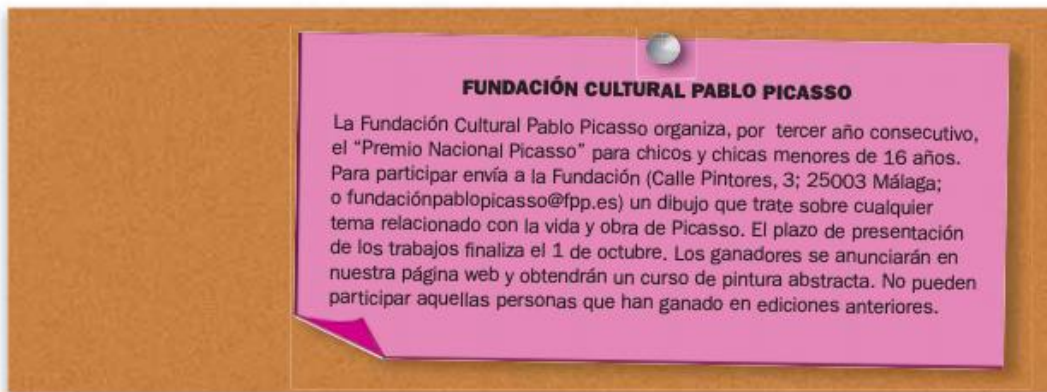 FUNDACIÓN CULTURAL PABLO PICASSO
La Fundación Cultural Pablo Picasso organiza, por tercer año consecutivo,
el “Premio Nacional Picasso” para chicos y chicas menores de 16 años.
Para participar envía a la Fundación (Calle Pintores, 3; 25003 Málaga;
o fundaciónpablopicasso@fpp.es) un dibujo que trate sobre cualquier
tema relacionado con la vida y obra de Picasso. El plazo de presentación
de los trabajos finaliza el 1 de octubre. Los ganadores se anunciarán en
nuestra página web y obtendrán un curso de pintura abstracta. No pueden
participar aquellas personas que han ganado en ediciones anteriores.